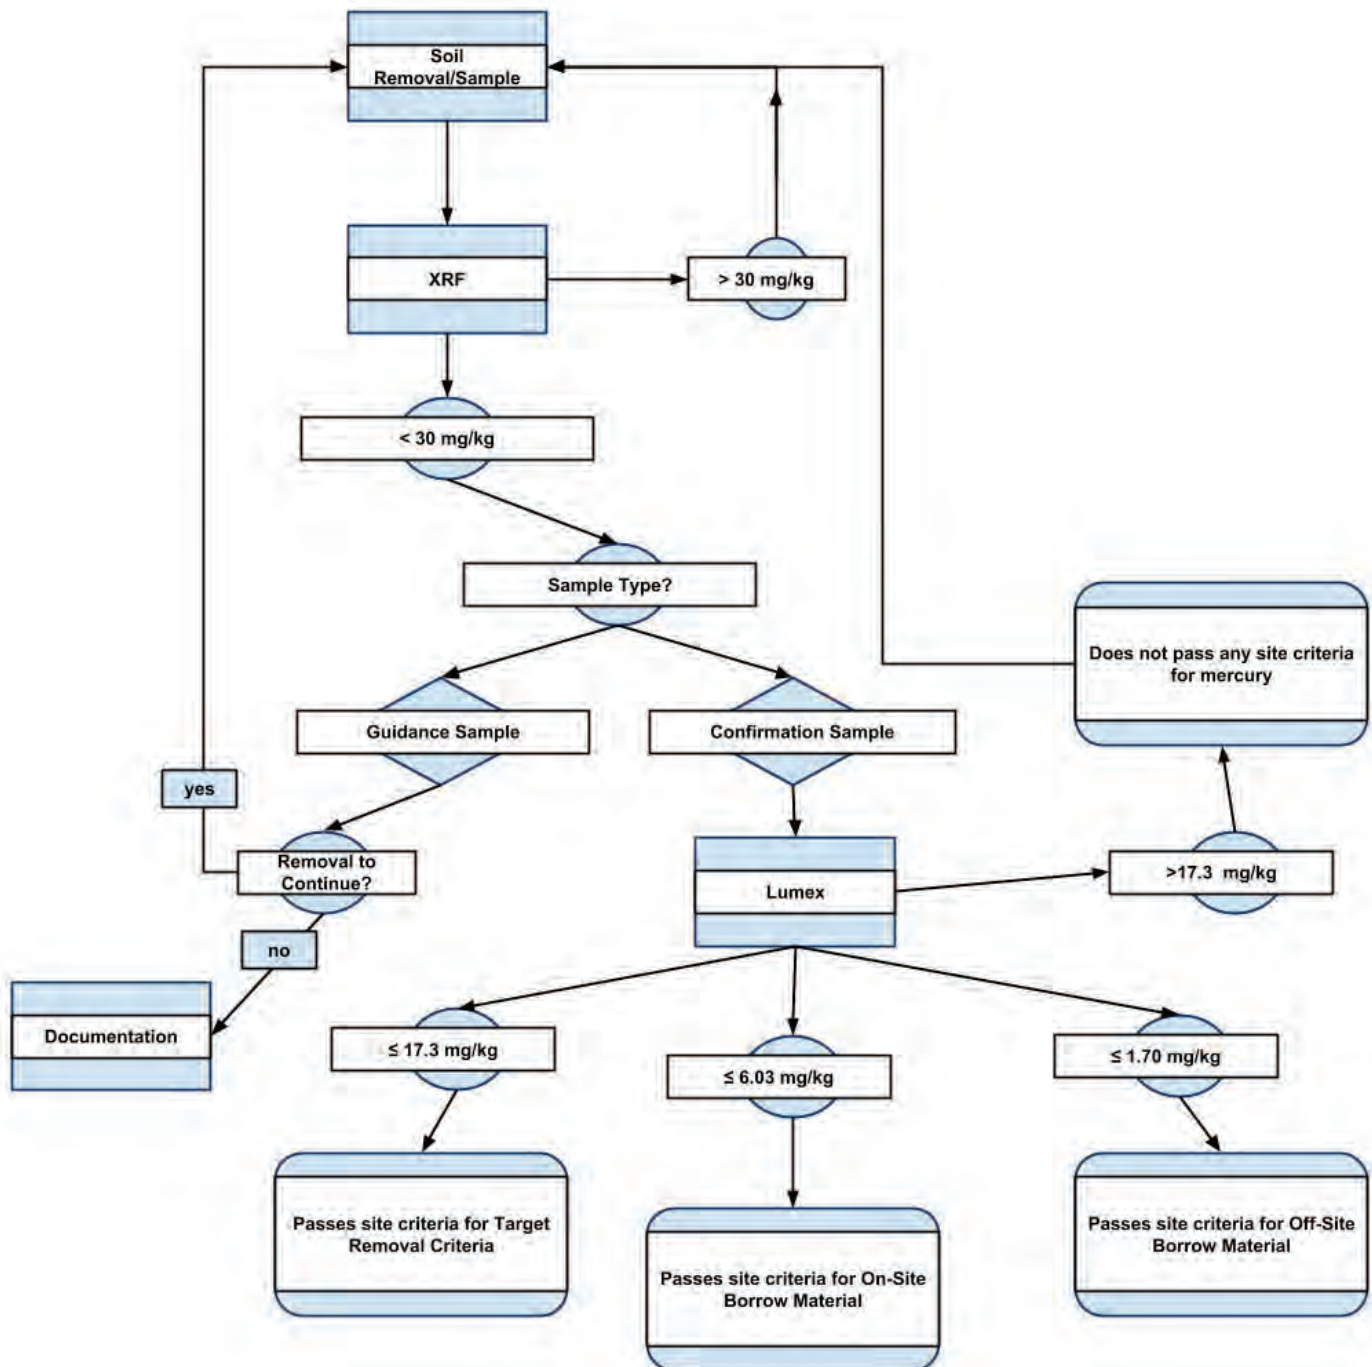 Soil
Removal/Sample
XRF
> 30 mg/kg
< 30 mg/kg
Sample Type?
Does not pass any site criteria
for mercury
Guidance Sample
Confirmation Sample
yes
Removal to
Continue?
Lumex
>17.3 mg/kg
no
Documentation
≤ 17.3 mg/kg
≤ 6.03 mg/kg
≤ 1.70 mg/kg
Passes site criteria for Target
Removal Criteria
Passes site criteria for On-Site
Borrow Material
Passes site criteria for Off-Site
Borrow Material